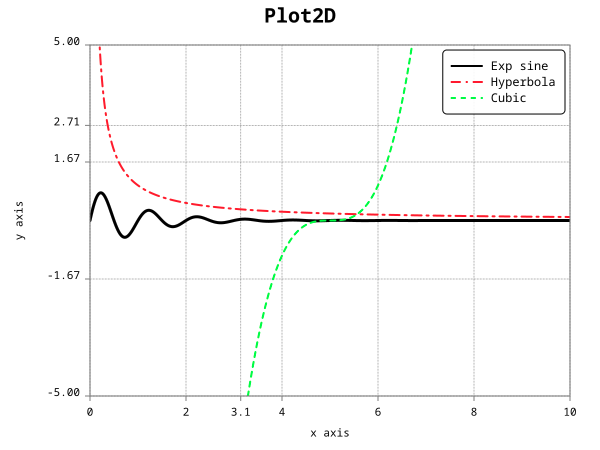 Plot2D
5.00
2.71
1.67
-1.67
-5.00
y axis
Exp sine
Hyperbola
Cubic
0 2 3.1 4 6 8 10
x axis